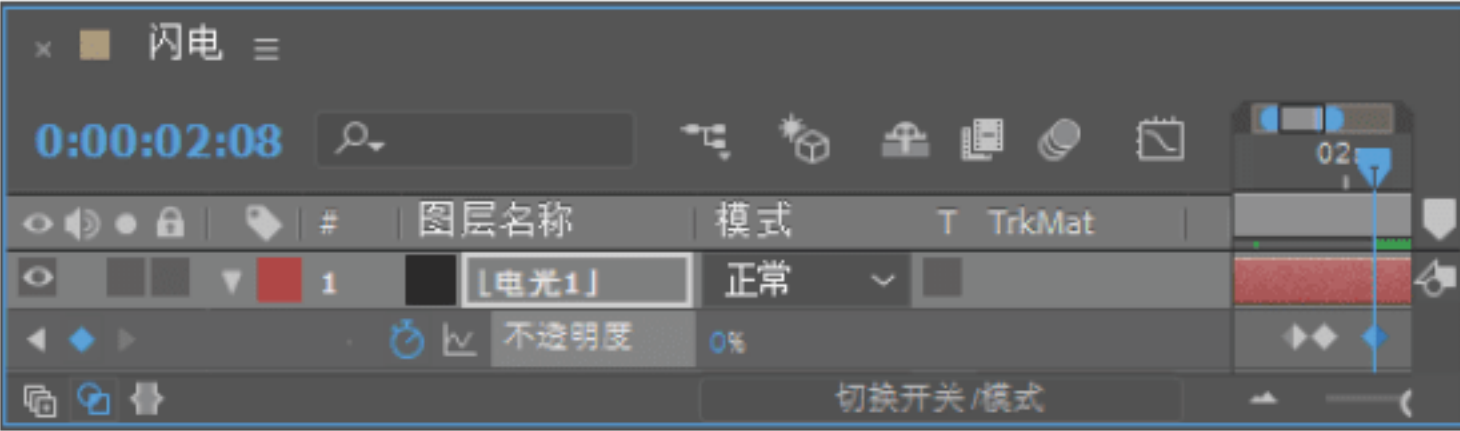 闪电
0:00:02:08
02:
# 图层名称 模式 T TrkMat
1 [电光1] 正常
不透明度 0%
切换开关/模式